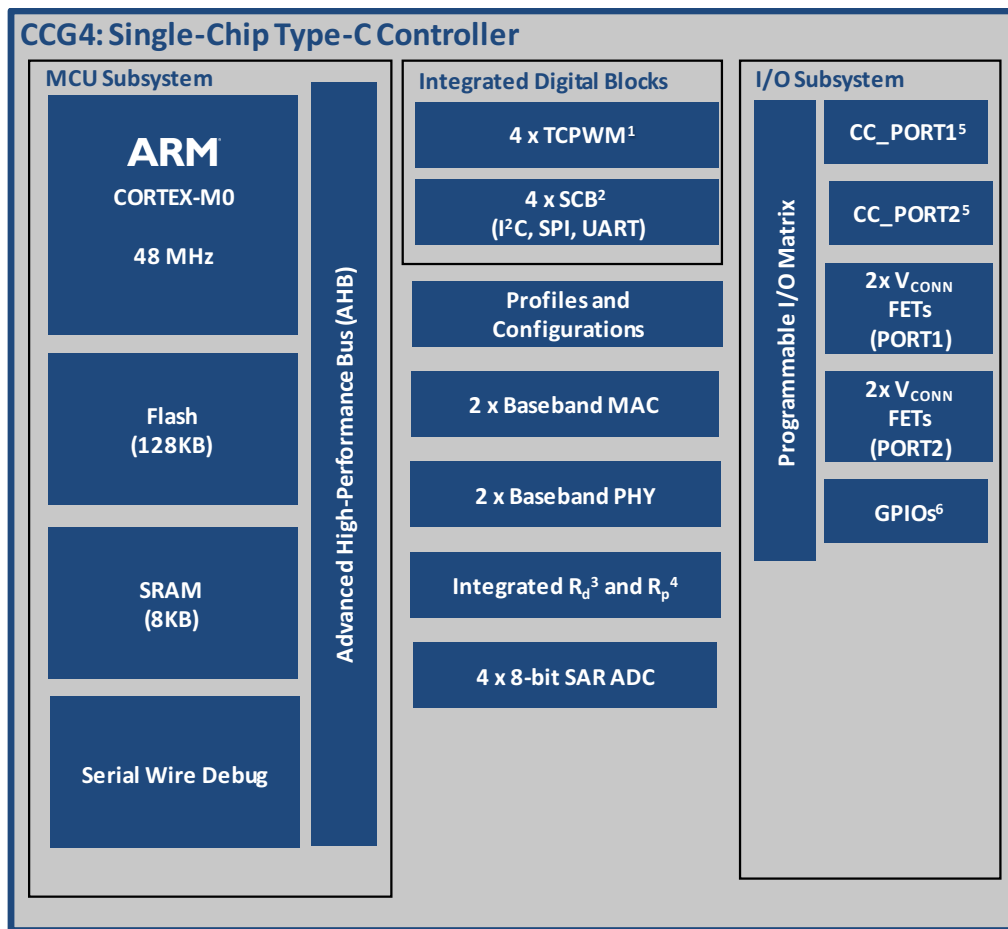 CCG4: Single-Chip Type-C Controller
MCU Subsystem
ARM
CORTEX-M0
48 MHz
Flash
(128KB)
SRAM
(8KB)
Serial Wire Debug
Advanced High-Performance Bus (AHB)
Integrated Digital Blocks
4 x TCPWM¹
4 x SCB²
(I²C, SPI, UART)
Profiles and
Configurations
2 x Baseband MAC
2 x Baseband PHY
Integrated Rd³ and Rp⁴
4 x 8-bit SAR ADC
I/O Subsystem
Programmable I/O Matrix
CC_PORT1⁵
CC_PORT2⁵
2x VCONN
FETs
(PORT1)
2x VCONN
FETs
(PORT2)
GPIOs⁶